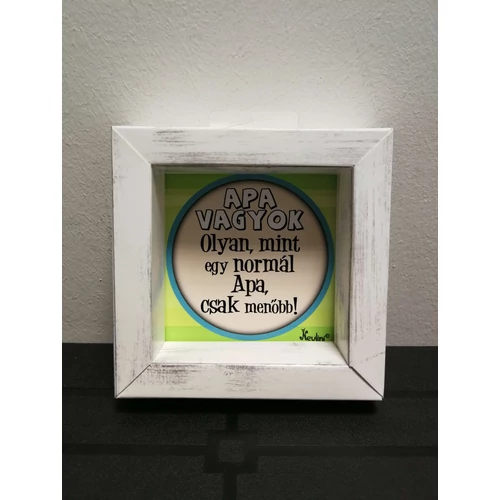 APA
VAGYOK
Olyan, mint
egy normál
Apa,
csak menőbb!